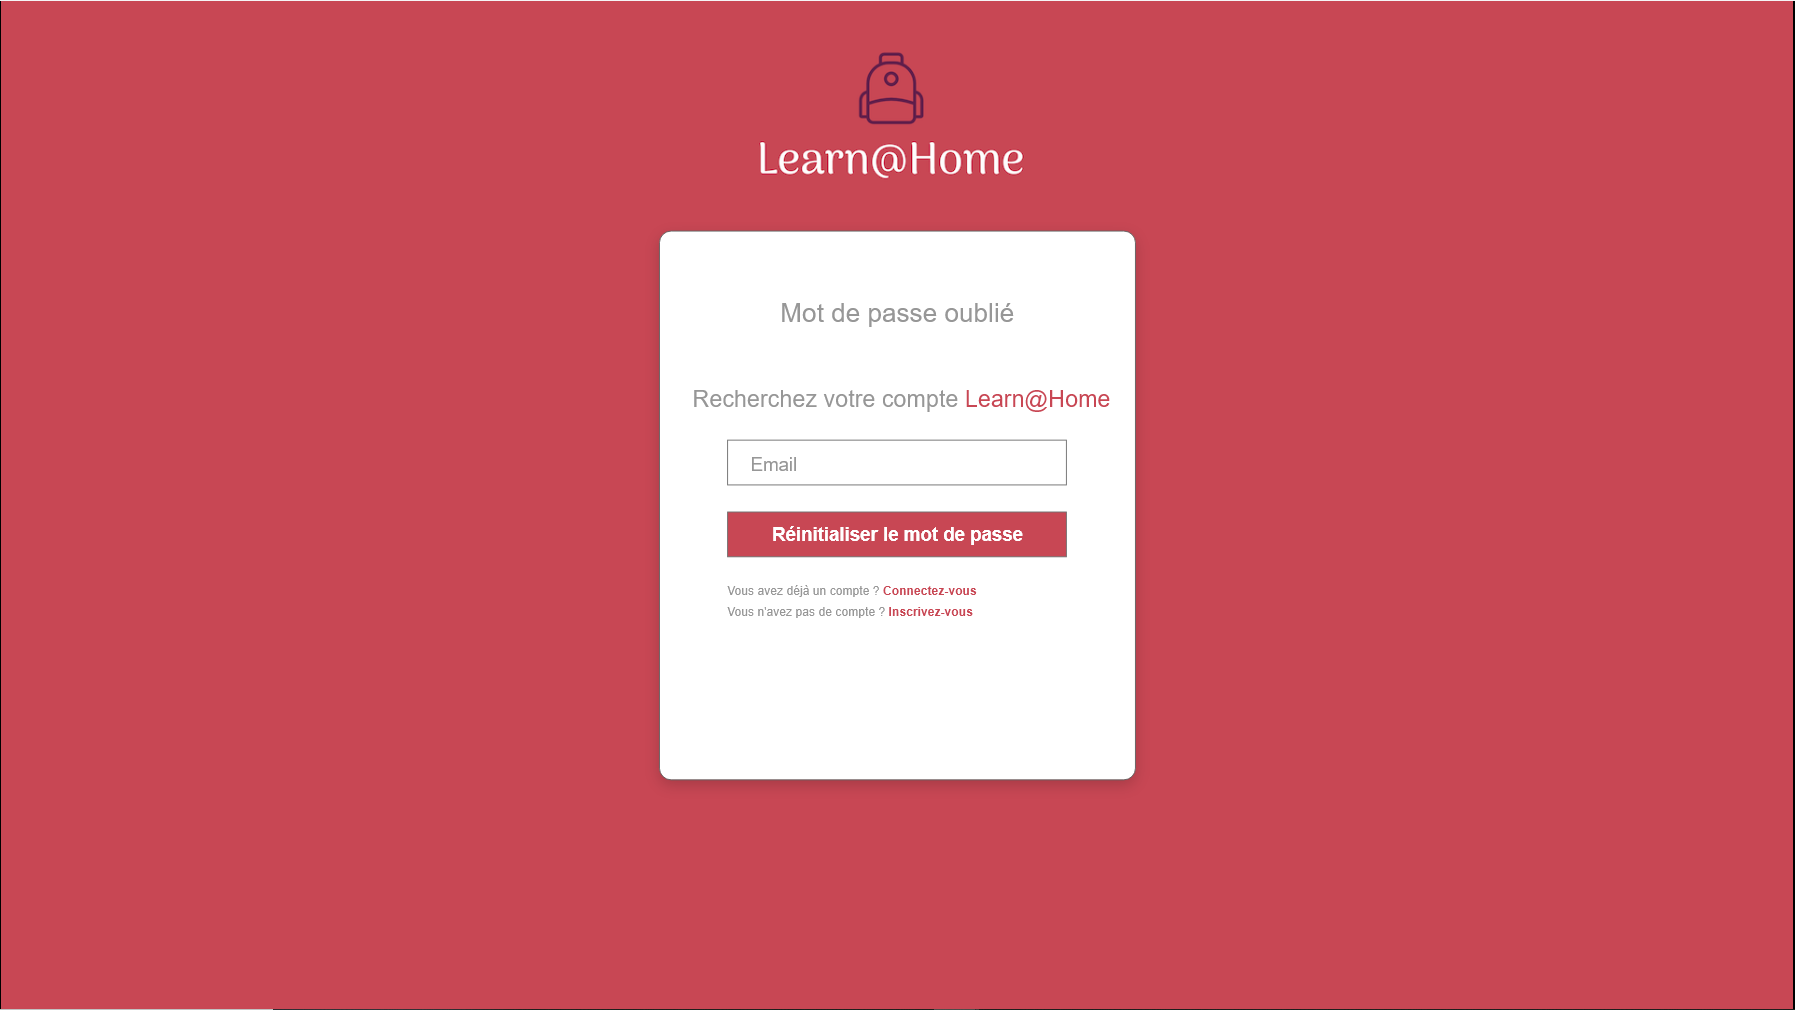 Learn@Home
Mot de passe oublié
Recherchez votre compte Learn@Home
Email
Réinitialiser le mot de passe
Vous avez déjà un compte ? Connectez-vous
Vous n'avez pas de compte ? Inscrivez-vous